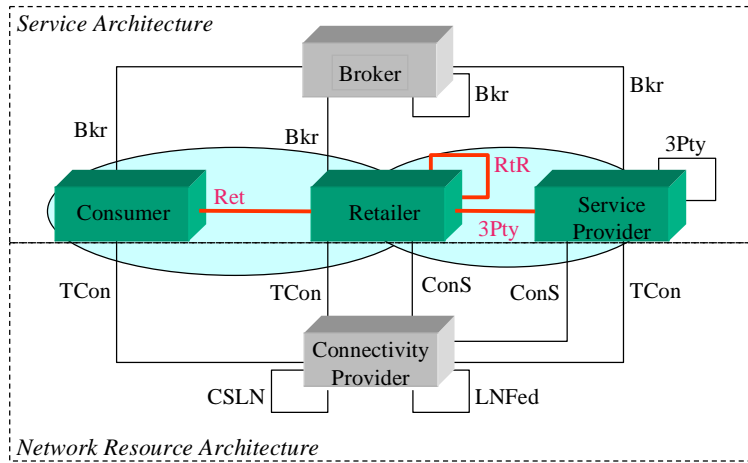 Service Architecture
Broker
Bkr
Bkr
Bkr
Bkr
3Pty
RtR
Ret
Consumer
Retailer
Service
Provider
3Pty
TCon
TCon
ConS
ConS
TCon
Connectivity
Provider
CSLN
LNFed
Network Resource Architecture